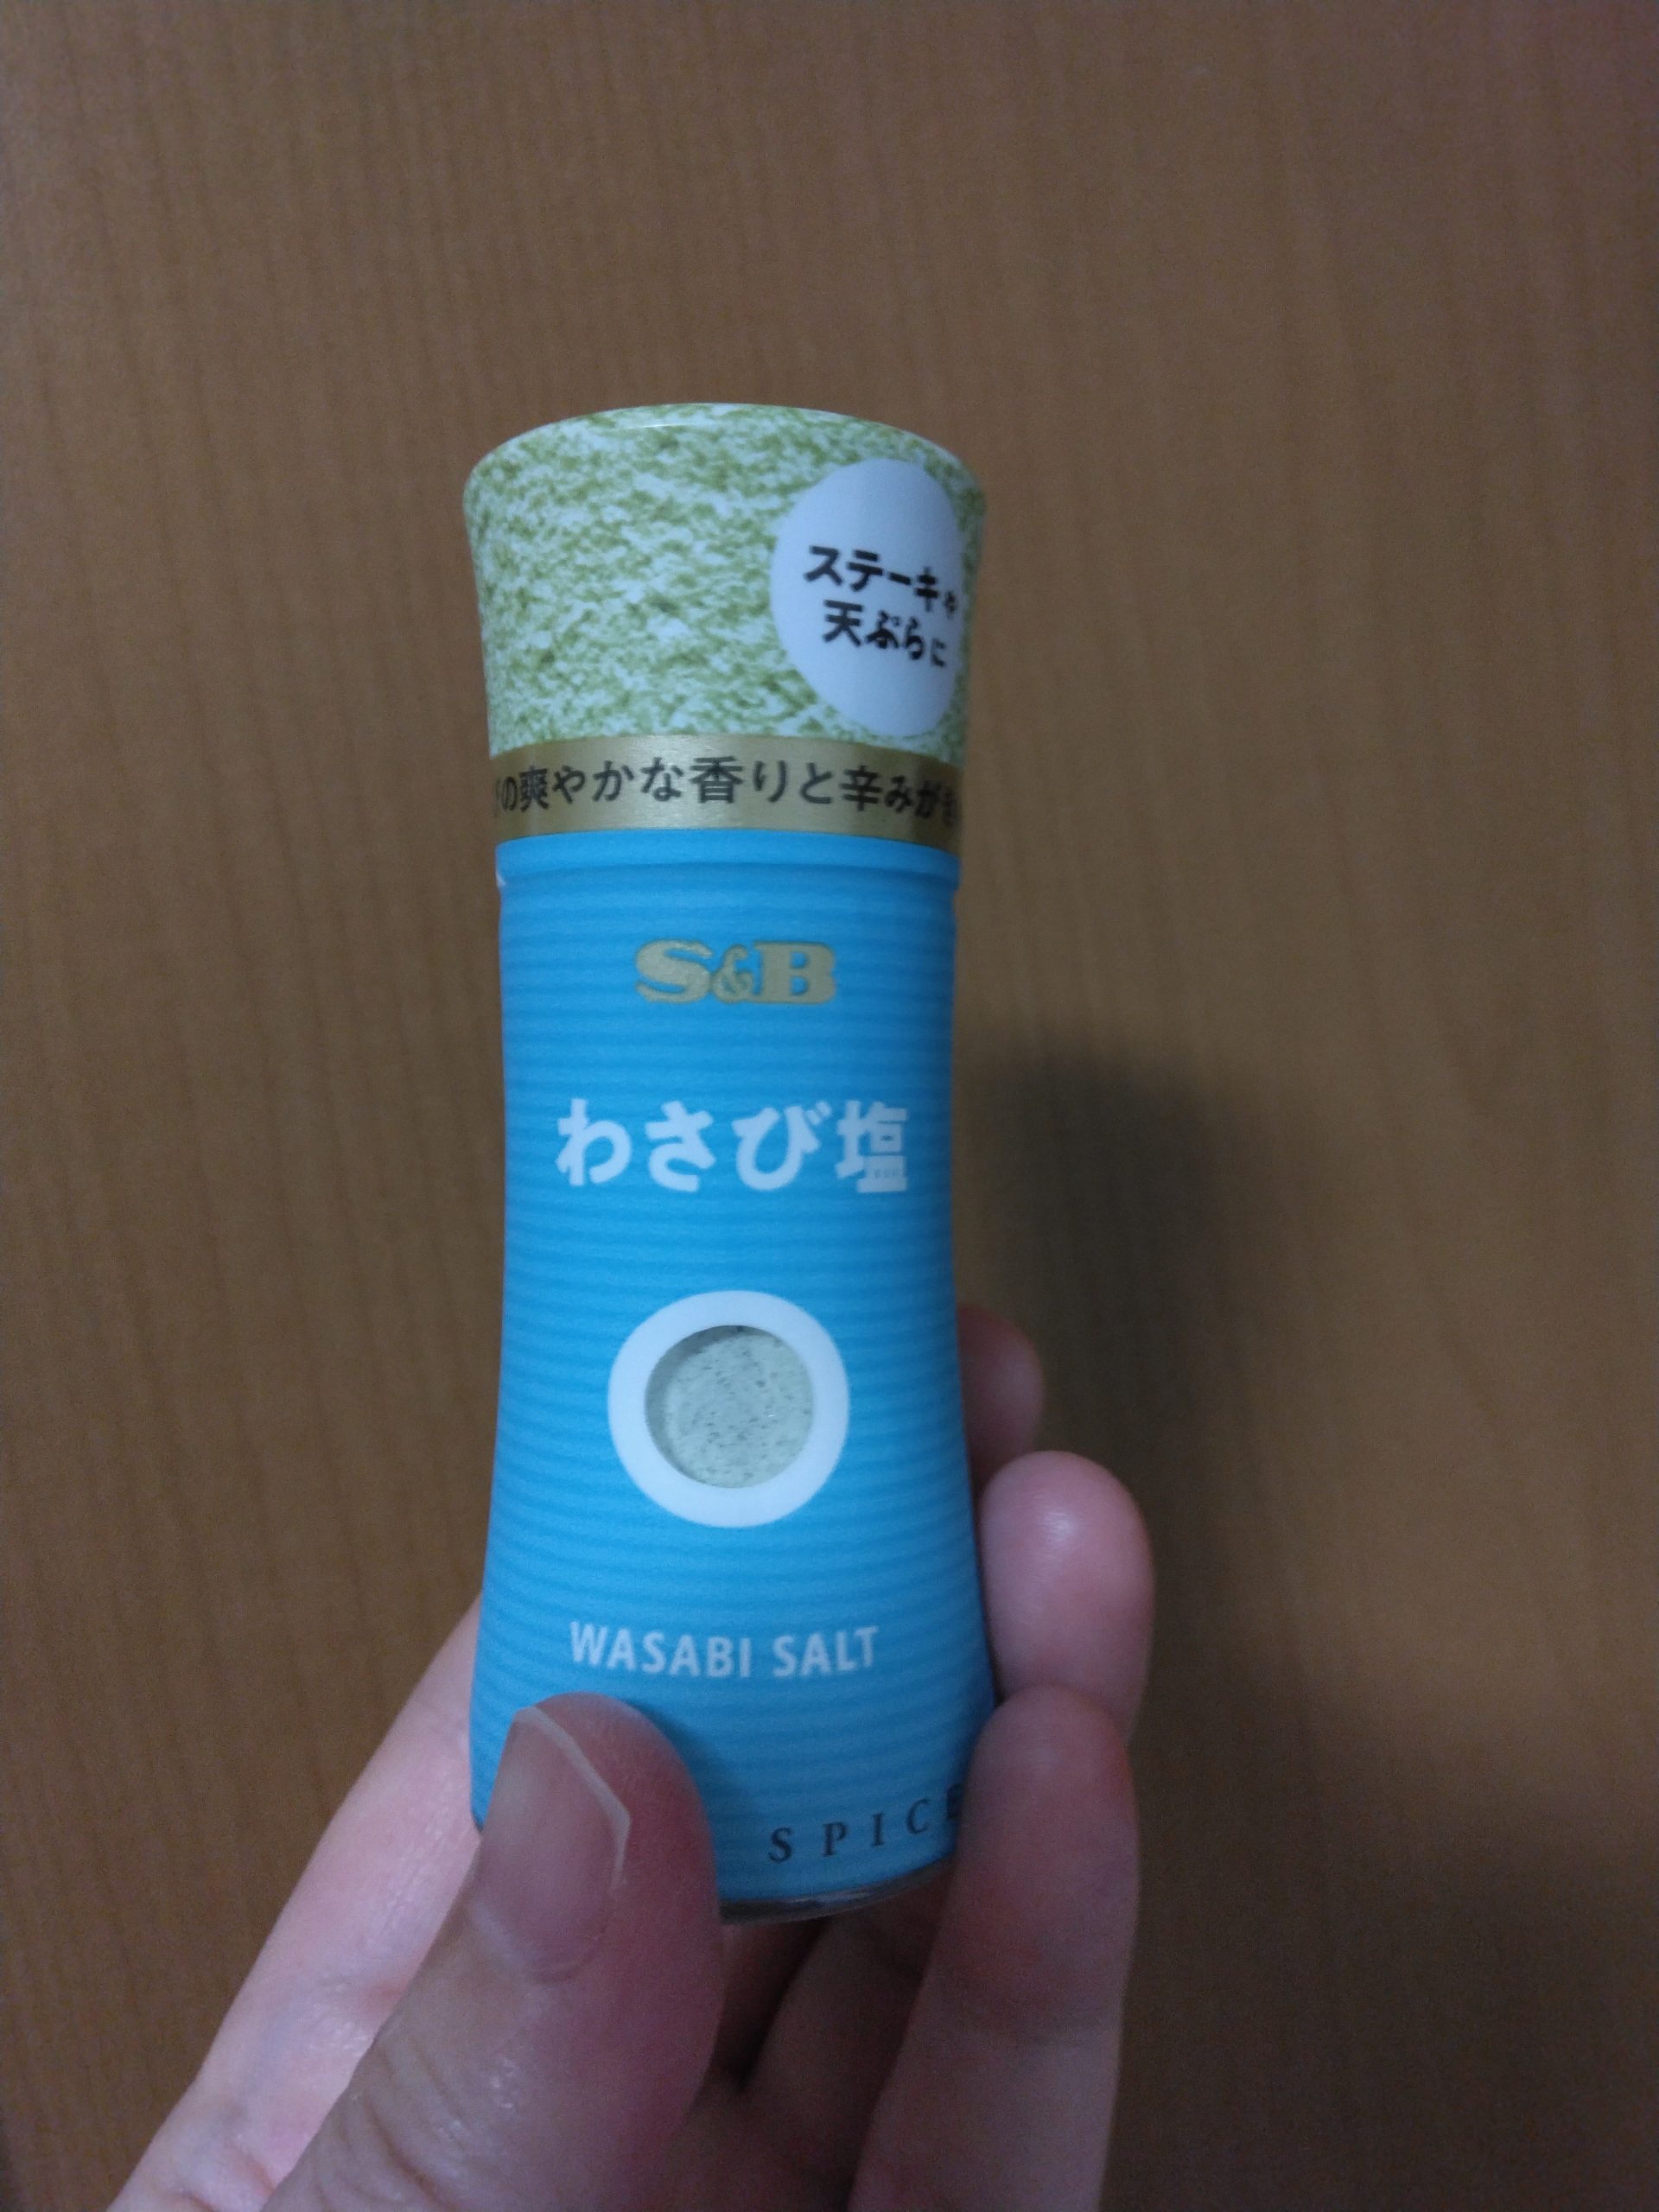 ステーキや
天ぷらに
の爽やかな香りと辛みが
S&B
わさび塩
WASABI SALT
SPICE